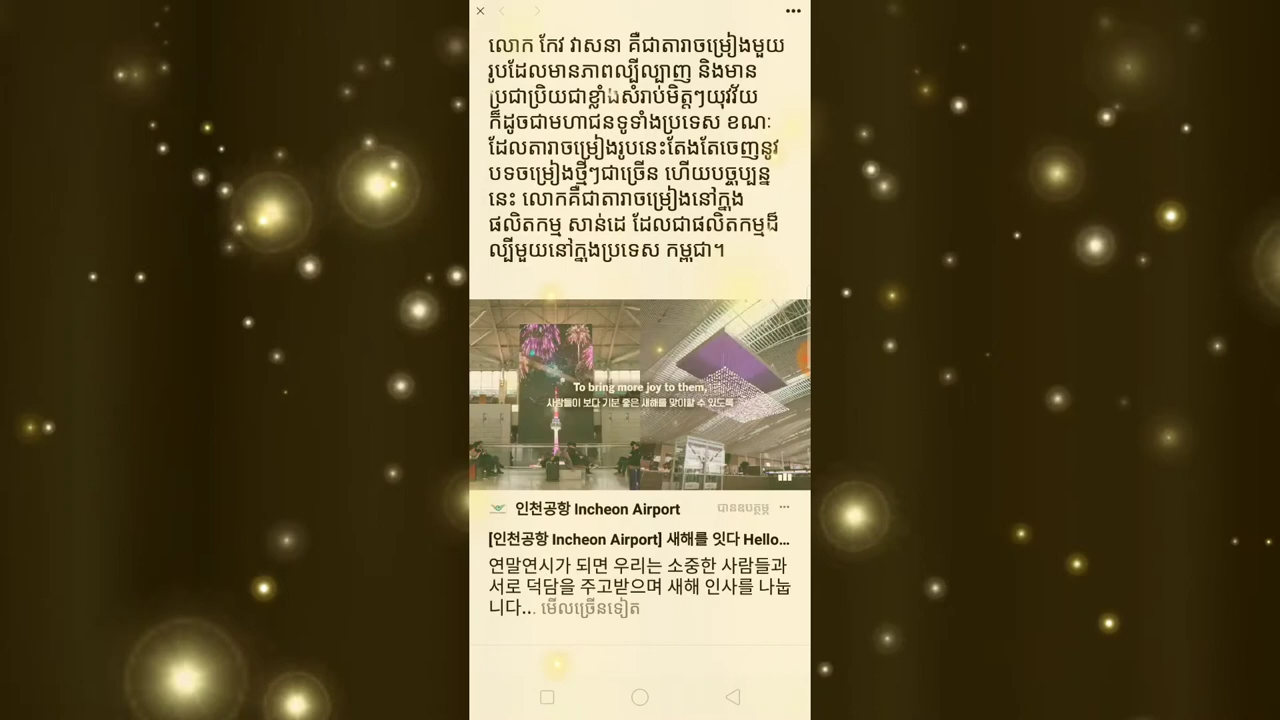 លោក កែវ វាសនា គឺជាតារាចម្រៀងមួយ
រូបដែលមានភាពល្បីល្បាញ និងមាន
ប្រជាប្រិយជាខ្លាំងសំរាប់មិត្តៗយុវវ័យ
ក៏ដូចជាមហាជនទូទាំងប្រទេស ខណៈ
ដែលតារាចម្រៀងរូបនេះតែងតែចេញនូវ
បទចម្រៀងថ្មីៗជាច្រើន ហើយបច្ចុប្បន្ន
នេះ លោកគឺជាតារាចម្រៀងនៅក្នុង
ផលិតកម្ម សាន់ដេ ដែលជាផលិតកម្មដ៏
ល្បីមួយនៅក្នុងប្រទេស កម្ពុជា។
To bring more joy to them,
사람들이 보다 기분 좋은 새해를 맞이할 수 있도록
인천공항 Incheon Airport បានឧបត្ថម្ភ
[인천공항 Incheon Airport] 새해를 잇다 Hello...
연말연시가 되면 우리는 소중한 사람들과
서로 덕담을 주고받으며 새해 인사를 나눕
니다... មើលច្រើនទៀត